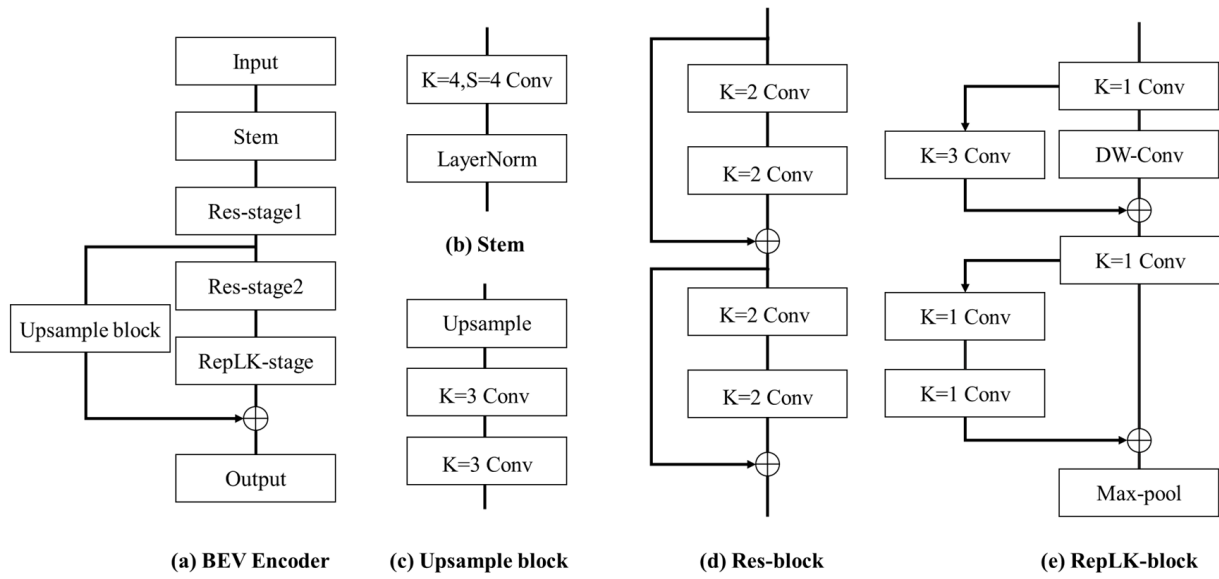 Input
Stem
Res-stage1
Res-stage2
Upsample block
RepLK-stage
Output
(a) BEV Encoder
K=4,S=4 Conv
LayerNorm
(b) Stem
Upsample
K=3 Conv
K=3 Conv
(c) Upsample block
K=2 Conv
K=2 Conv
K=2 Conv
K=2 Conv
(d) Res-block
K=1 Conv
K=3 Conv
DW-Conv
K=1 Conv
K=1 Conv
K=1 Conv
Max-pool
(e) RepLK-block